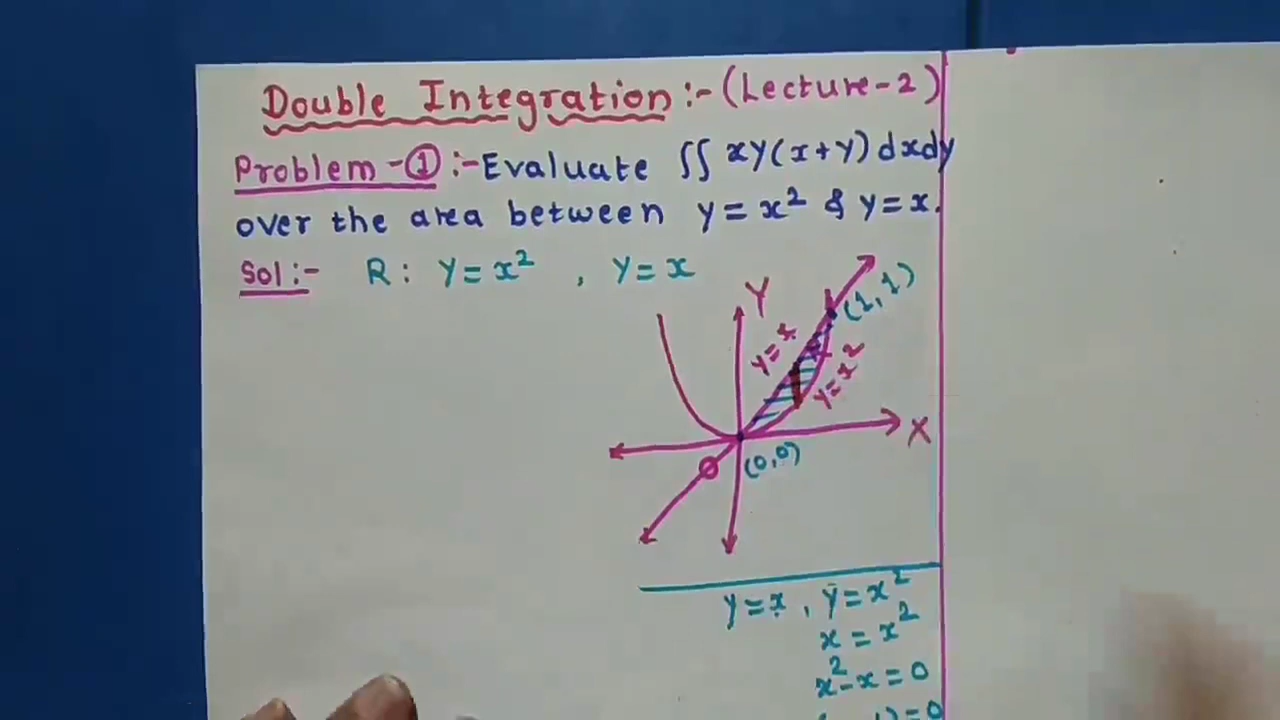 Double Integration:- (Lecture-2)
Problem-①:- Evaluate ∬ xy(x+y) dxdy
over the area between y=x² & y=x.
Sol:- R: y=x² , y=x
Y
(1,1)
y=x
y=x²
X
(0,0)
y=x, y=x²
x=x²
x²-x=0